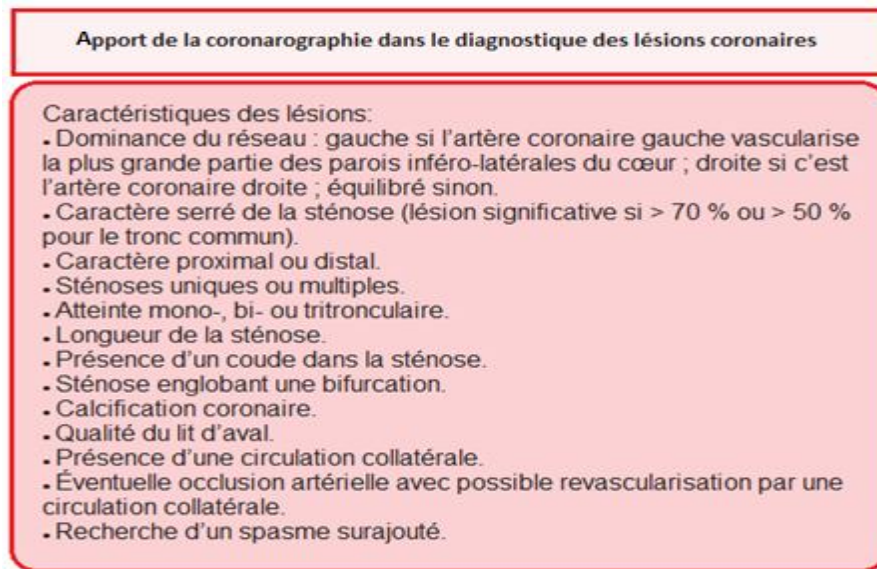 Apport de la coronarographie dans le diagnostique des lésions coronaires
Caractéristiques des lésions:
• Dominance du réseau : gauche si l'artère coronaire gauche vascularise
la plus grande partie des parois inféro-latérales du cœur ; droite si c'est
l'artère coronaire droite ; équilibré sinon.
• Caractère serré de la sténose (lésion significative si > 70 % ou > 50 %
pour le tronc commun).
• Caractère proximal ou distal.
• Sténoses uniques ou multiples.
• Atteinte mono-, bi- ou tritronculaire.
• Longueur de la sténose.
• Présence d'un coude dans la sténose.
• Sténose englobant une bifurcation.
• Calcification coronaire.
• Qualité du lit d'aval.
• Présence d'une circulation collatérale.
• Éventuelle occlusion artérielle avec possible revascularisation par une
circulation collatérale.
• Recherche d'un spasme surajouté.